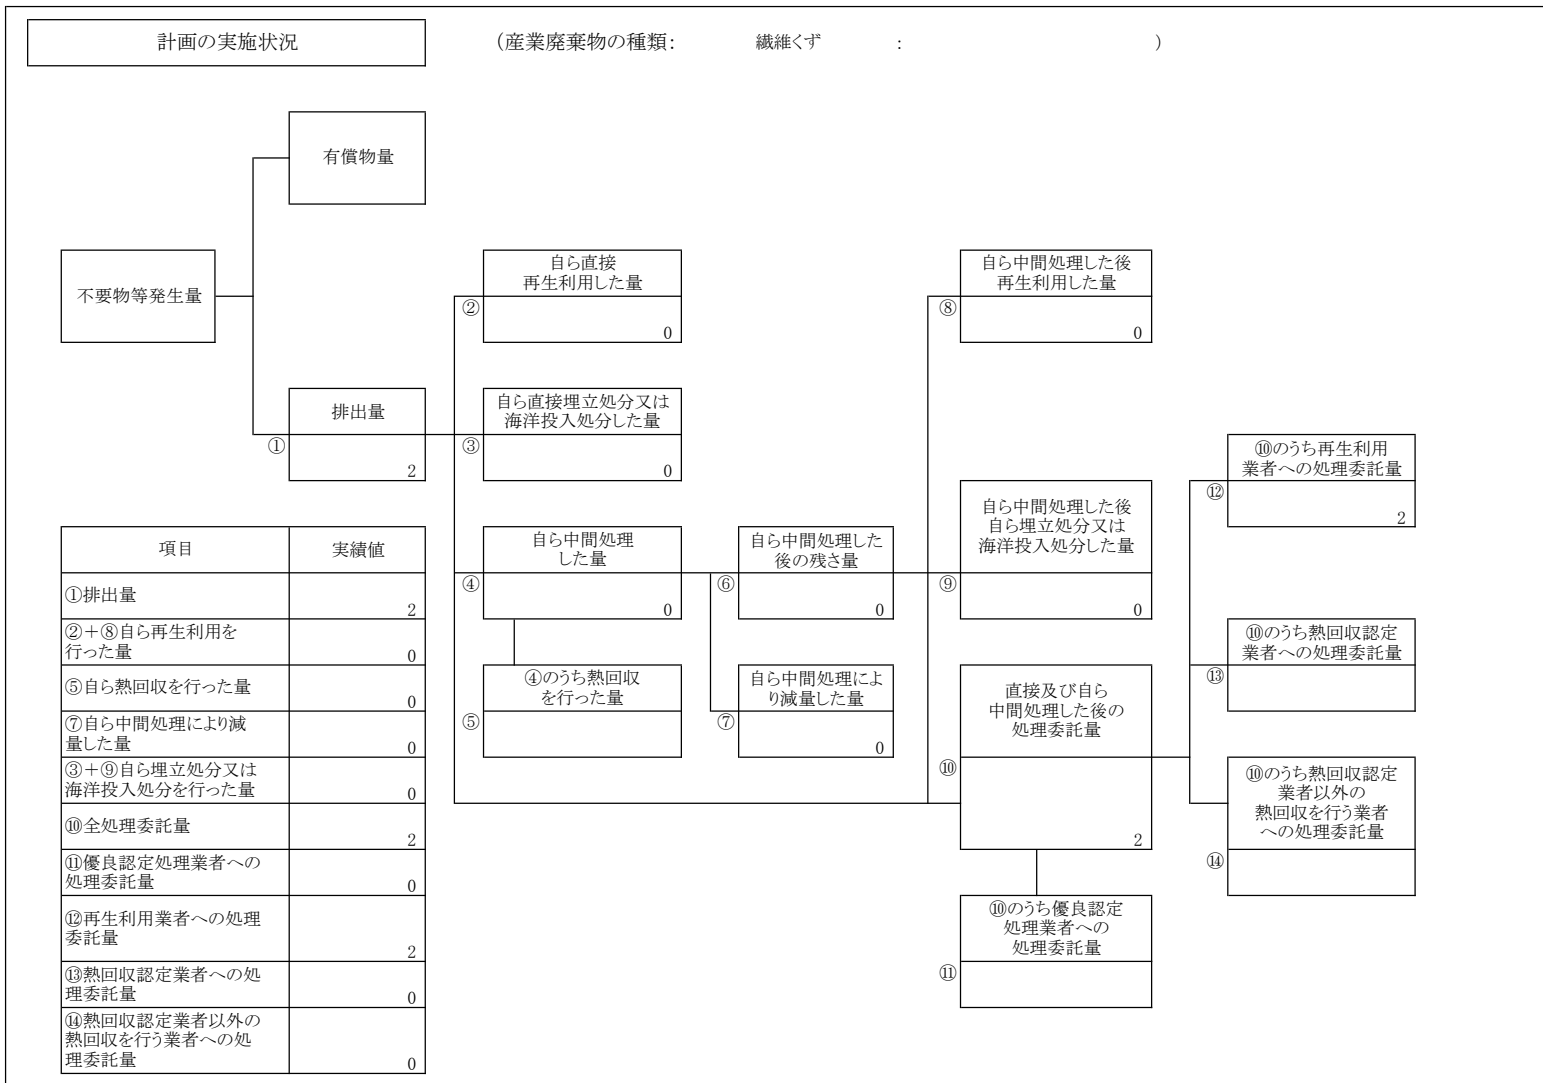 計画の実施状況
(産業廃棄物の種類: 繊維くず : )
有償物量
不要物等発生量
自ら直接
再生利用した量
②
0
自ら中間処理した後
再生利用した量
⑧
0
排出量
①
2
自ら直接埋立処分又は
海洋投入処分した量
③
0
⑩のうち再生利用
業者への処理委託量
⑫
2
自ら中間処理した後
自ら埋立処分又は
海洋投入処分した量
⑨
0
自ら中間処理
した量
④
0
自ら中間処理した
後の残さ量
⑥
0
⑩のうち熱回収認定
業者への処理委託量
⑬
④のうち熱回収
を行った量
⑤
自ら中間処理によ
り減量した量
⑦
0
直接及び自ら
中間処理した後の
処理委託量
⑩
2
⑩のうち熱回収認定
業者以外の
熱回収を行う業者
への処理委託量
⑭
⑩のうち優良認定
処理業者への
処理委託量
⑪
項目 実績値
①排出量
2
②+⑧自ら再生利用を
行った量
0
⑤自ら熱回収を行った量
0
⑦自ら中間処理により減
量した量
0
③+⑨自ら埋立処分又は
海洋投入処分を行った量
0
⑩全処理委託量
2
⑪優良認定処理業者への
処理委託量
0
⑫再生利用業者への処理
委託量
2
⑬熱回収認定業者への処
理委託量
0
⑭熱回収認定業者以外の
熱回収を行う業者への処
理委託量
0